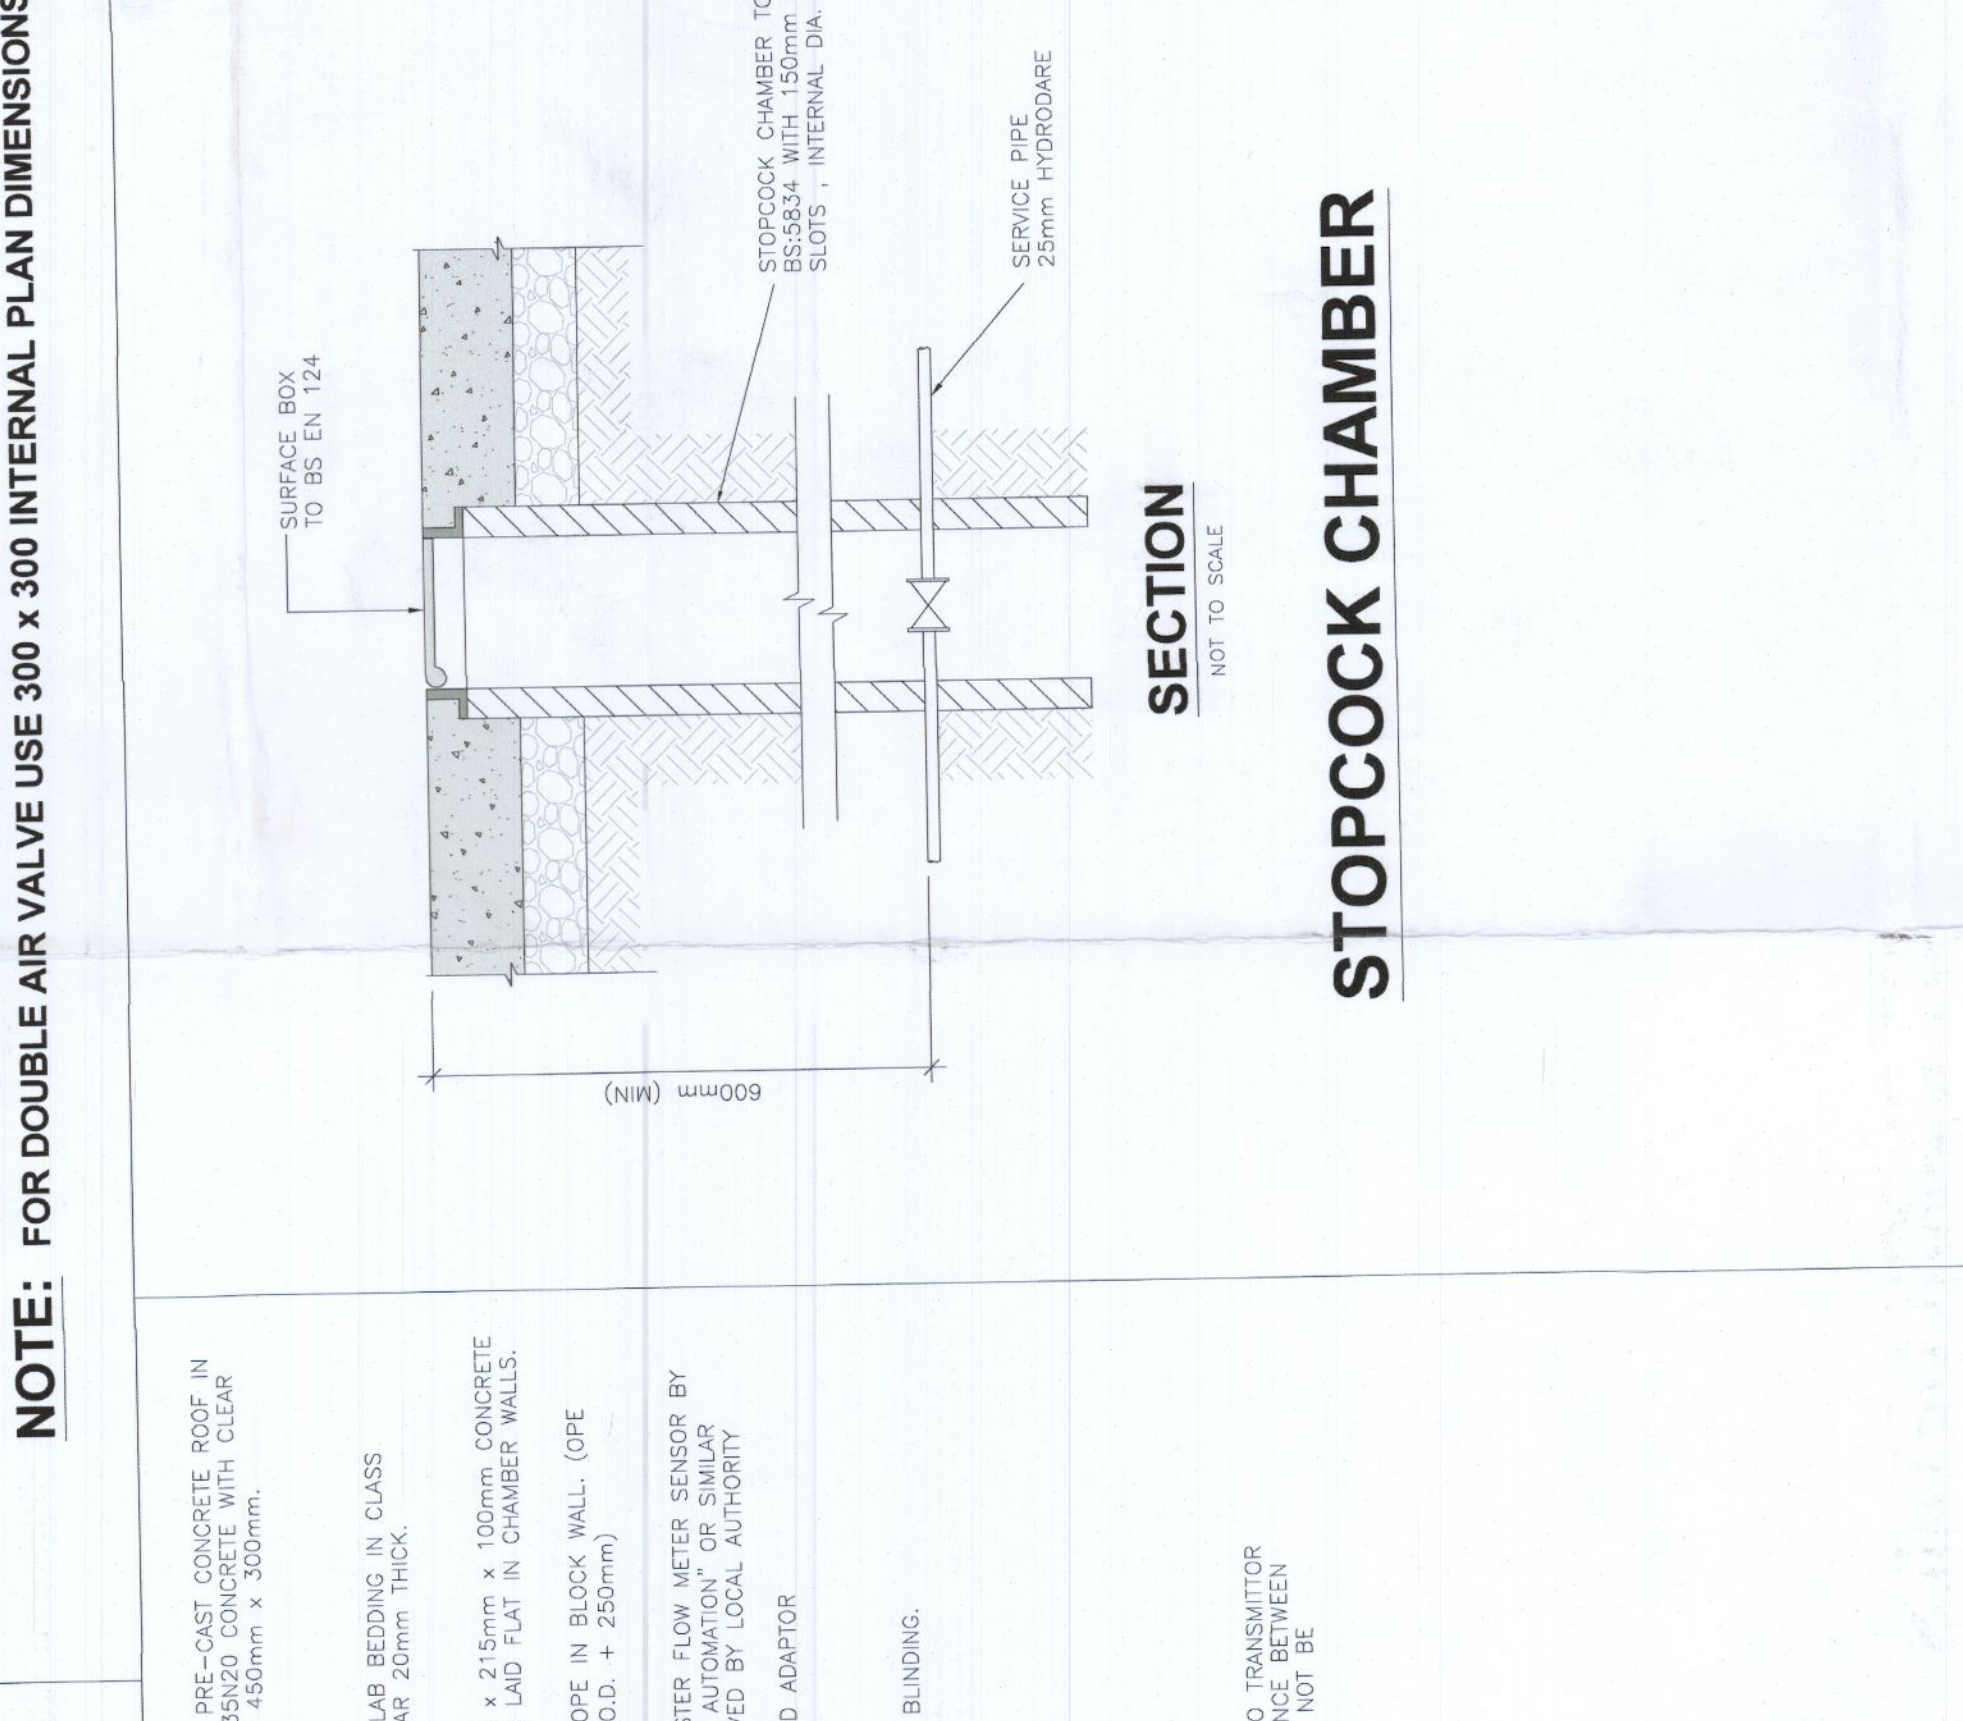 NOTE: FOR DOUBLE AIR VALVE USE 300 x 300 INTERNAL PLAN DIMENSIONS
PRE-CAST CONCRETE ROOF IN
35N20 CONCRETE WITH CLEAR
450mm x 300mm.
LAB BEDDING IN CLASS
AR 20mm THICK.
x 215mm x 100mm CONCRETE
LAID FLAT IN CHAMBER WALLS.
OPE IN BLOCK WALL. (OPE
O.D. + 250mm)
STER FLOW METER SENSOR BY
AUTOMATION" OR SIMILAR
VED BY LOCAL AUTHORITY
D ADAPTOR
BLINDING.
O TRANSMITTOR
NCE BETWEEN
NOT BE
SURFACE BOX
TO BS EN 124
STOPCOCK CHAMBER TO
BS:5834 WITH 150mm
SLOTS , INTERNAL DIA.
SERVICE PIPE
25mm HYDRODARE
600mm (MIN)
SECTION
NOT TO SCALE
STOPCOCK CHAMBER